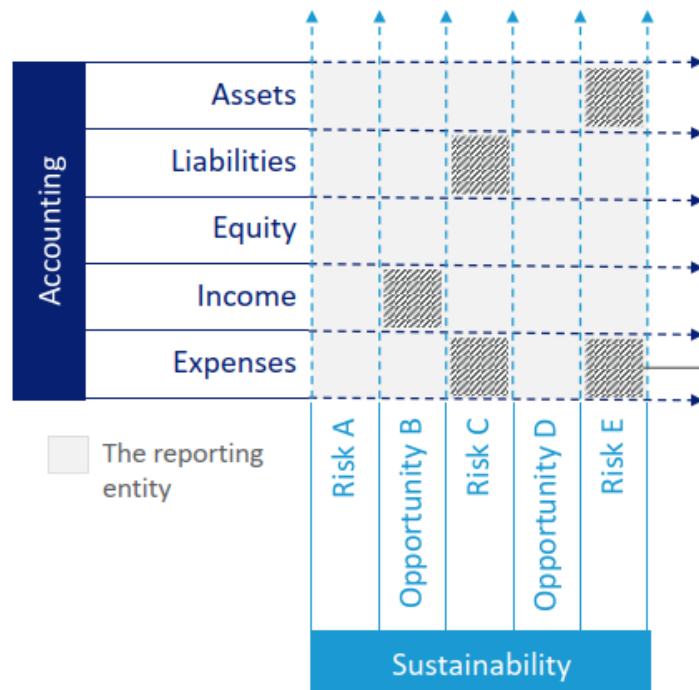 Accounting
Assets
Liabilities
Equity
Income
Expenses
The reporting
entity
Risk A
Opportunity B
Risk C
Opportunity D
Risk E
Sustainability